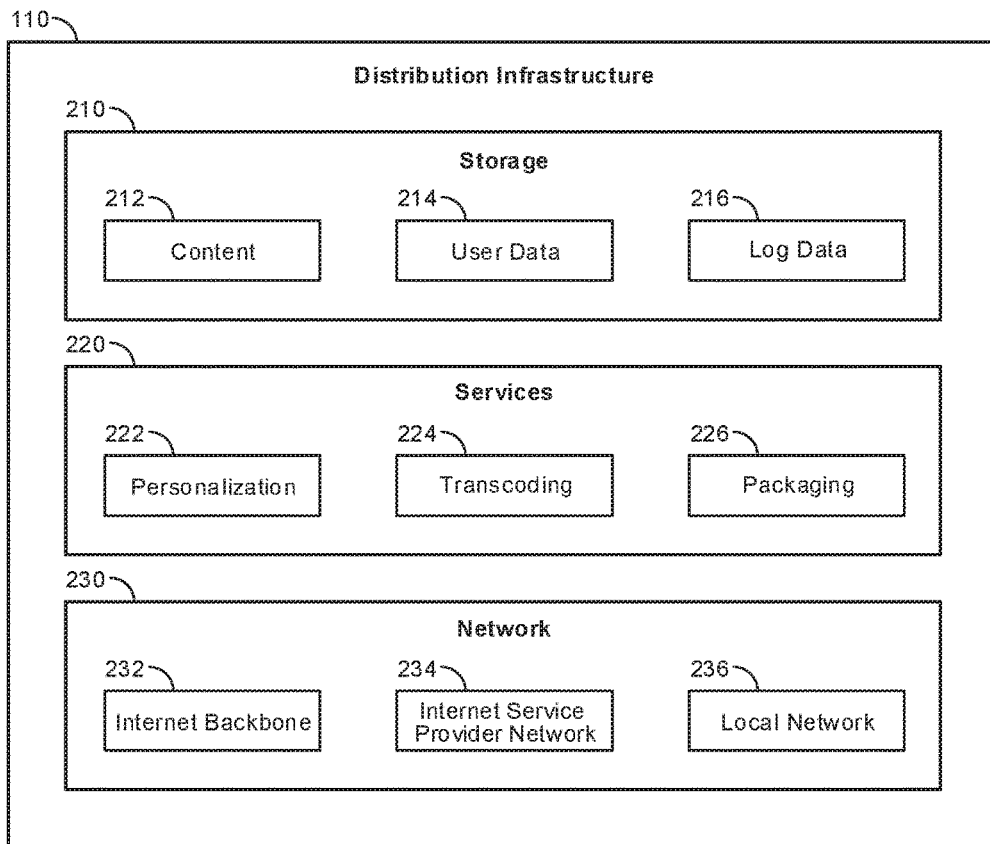 110
Distribution Infrastructure
210
Storage
212 214 216
Content User Data Log Data
220
Services
222 224 226
Personalization Transcoding Packaging
230
Network
232 234 236
Internet Backbone
Internet Service
Provider Network
Local Network